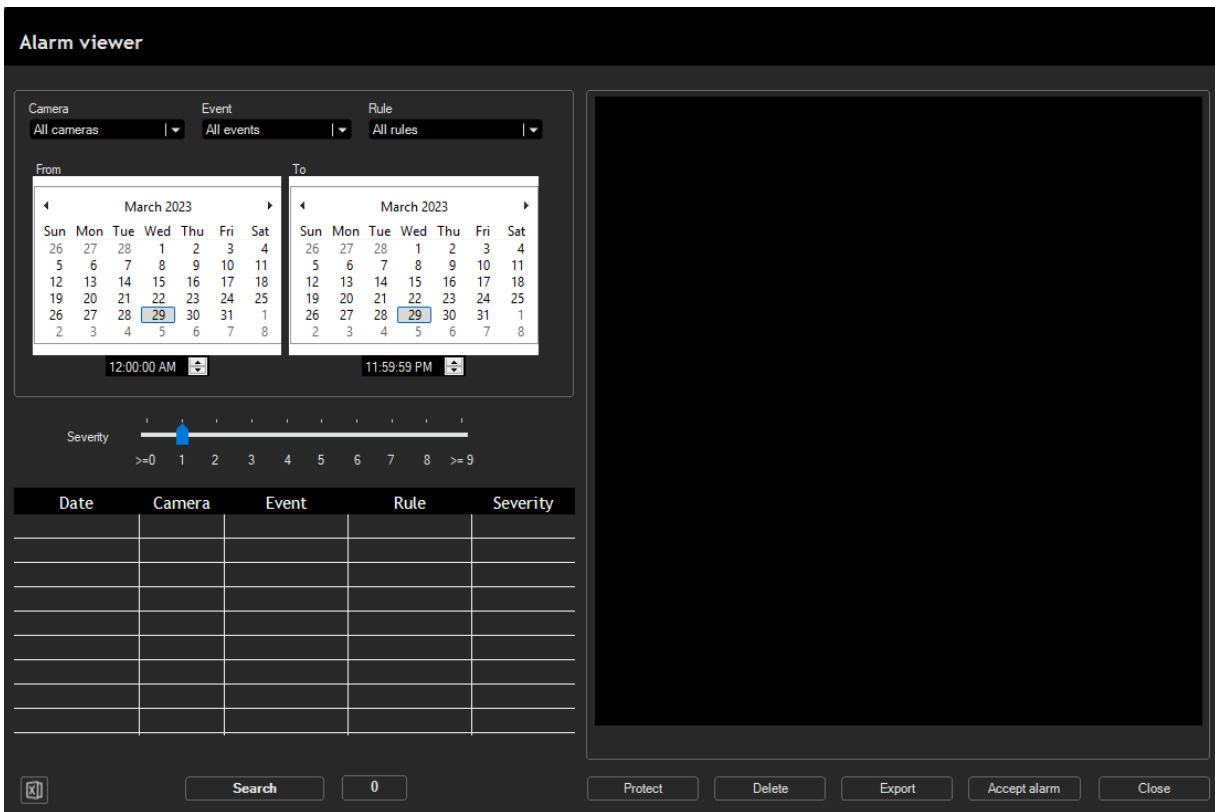 Alarm viewer
Camera Event Rule
All cameras All events All rules
From To
March 2023 March 2023
Sun Mon Tue Wed Thu Fri Sat Sun Mon Tue Wed Thu Fri Sat
26 27 28 1 2 3 4 26 27 28 1 2 3 4
5 6 7 8 9 10 11 5 6 7 8 9 10 11
12 13 14 15 16 17 18 12 13 14 15 16 17 18
19 20 21 22 23 24 25 19 20 21 22 23 24 25
26 27 28 29 30 31 1 26 27 28 29 30 31 1
2 3 4 5 6 7 8 2 3 4 5 6 7 8
12:00:00 AM 11:59:59 PM
Severity
>=0 1 2 3 4 5 6 7 8 >= 9
Date Camera Event Rule Severity
Search 0 Protect Delete Export Accept alarm Close